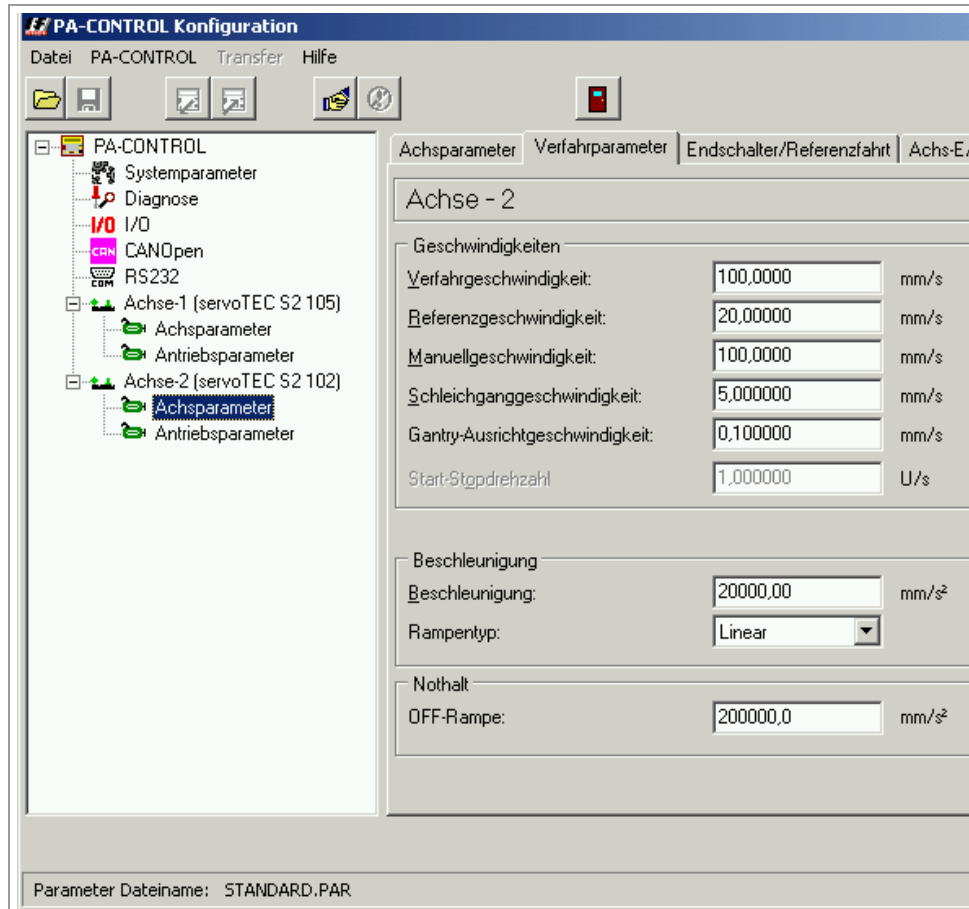 PA-CONTROL Konfiguration
Datei PA-CONTROL Transfer Hilfe
PA-CONTROL
Systemparameter
Diagnose
I/O I/O
CAN CANOpen
COM RS232
Achse-1 (servoTEC S2 105)
Achsparameter
Antriebsparameter
Achse-2 (servoTEC S2 102)
Achsparameter
Antriebsparameter
Achsparameter Verfahrparameter Endschalter/Referenzfahrt Achs-E/
Achse - 2
Geschwindigkeiten
Verfahrgeschwindigkeit: 100,0000 mm/s
Referenzgeschwindigkeit: 20,00000 mm/s
Manuellgeschwindigkeit: 100,0000 mm/s
Schleichganggeschwindigkeit: 5,000000 mm/s
Gantry-Ausrichtgeschwindigkeit: 0,100000 mm/s
Start-Stopdrehzahl 1,000000 U/s
Beschleunigung
Beschleunigung: 20000,00 mm/s²
Rampentyp: Linear
Nothalt
OFF-Rampe: 200000,0 mm/s²
Parameter Dateiname: STANDARD.PAR